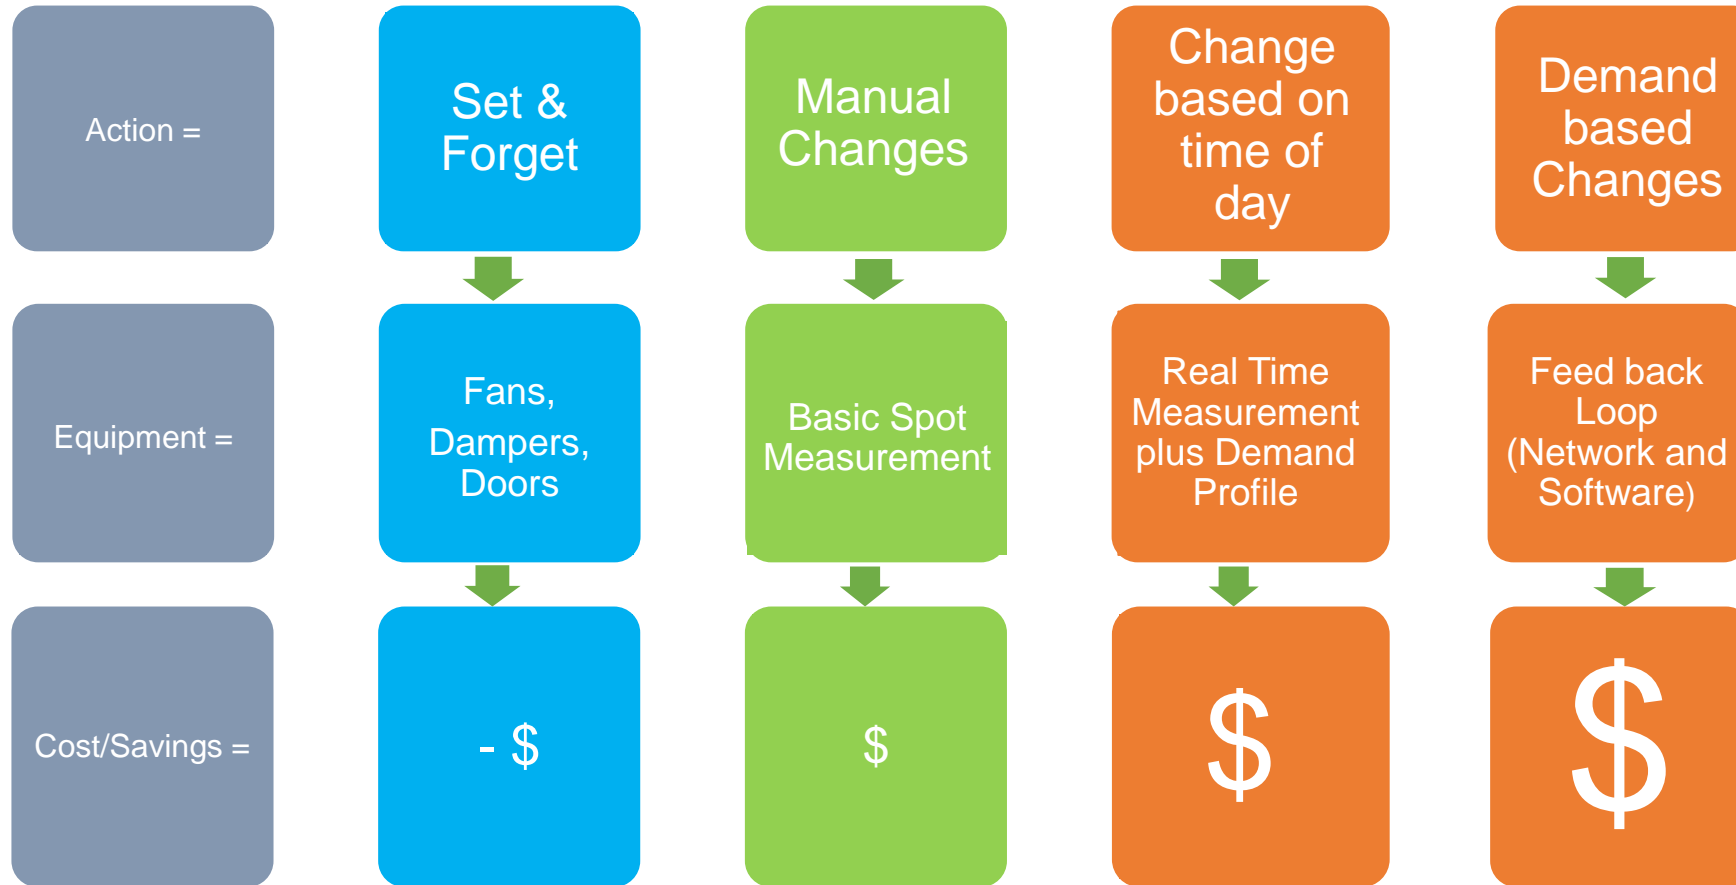 Action =
Set &
Forget
Manual
Changes
Change
based on
time of
day
Demand
based
Changes
Equipment =
Fans,
Dampers,
Doors
Basic Spot
Measurement
Real Time
Measurement
plus Demand
Profile
Feed back
Loop
(Network and
Software)
Cost/Savings =
- $
$
$
$